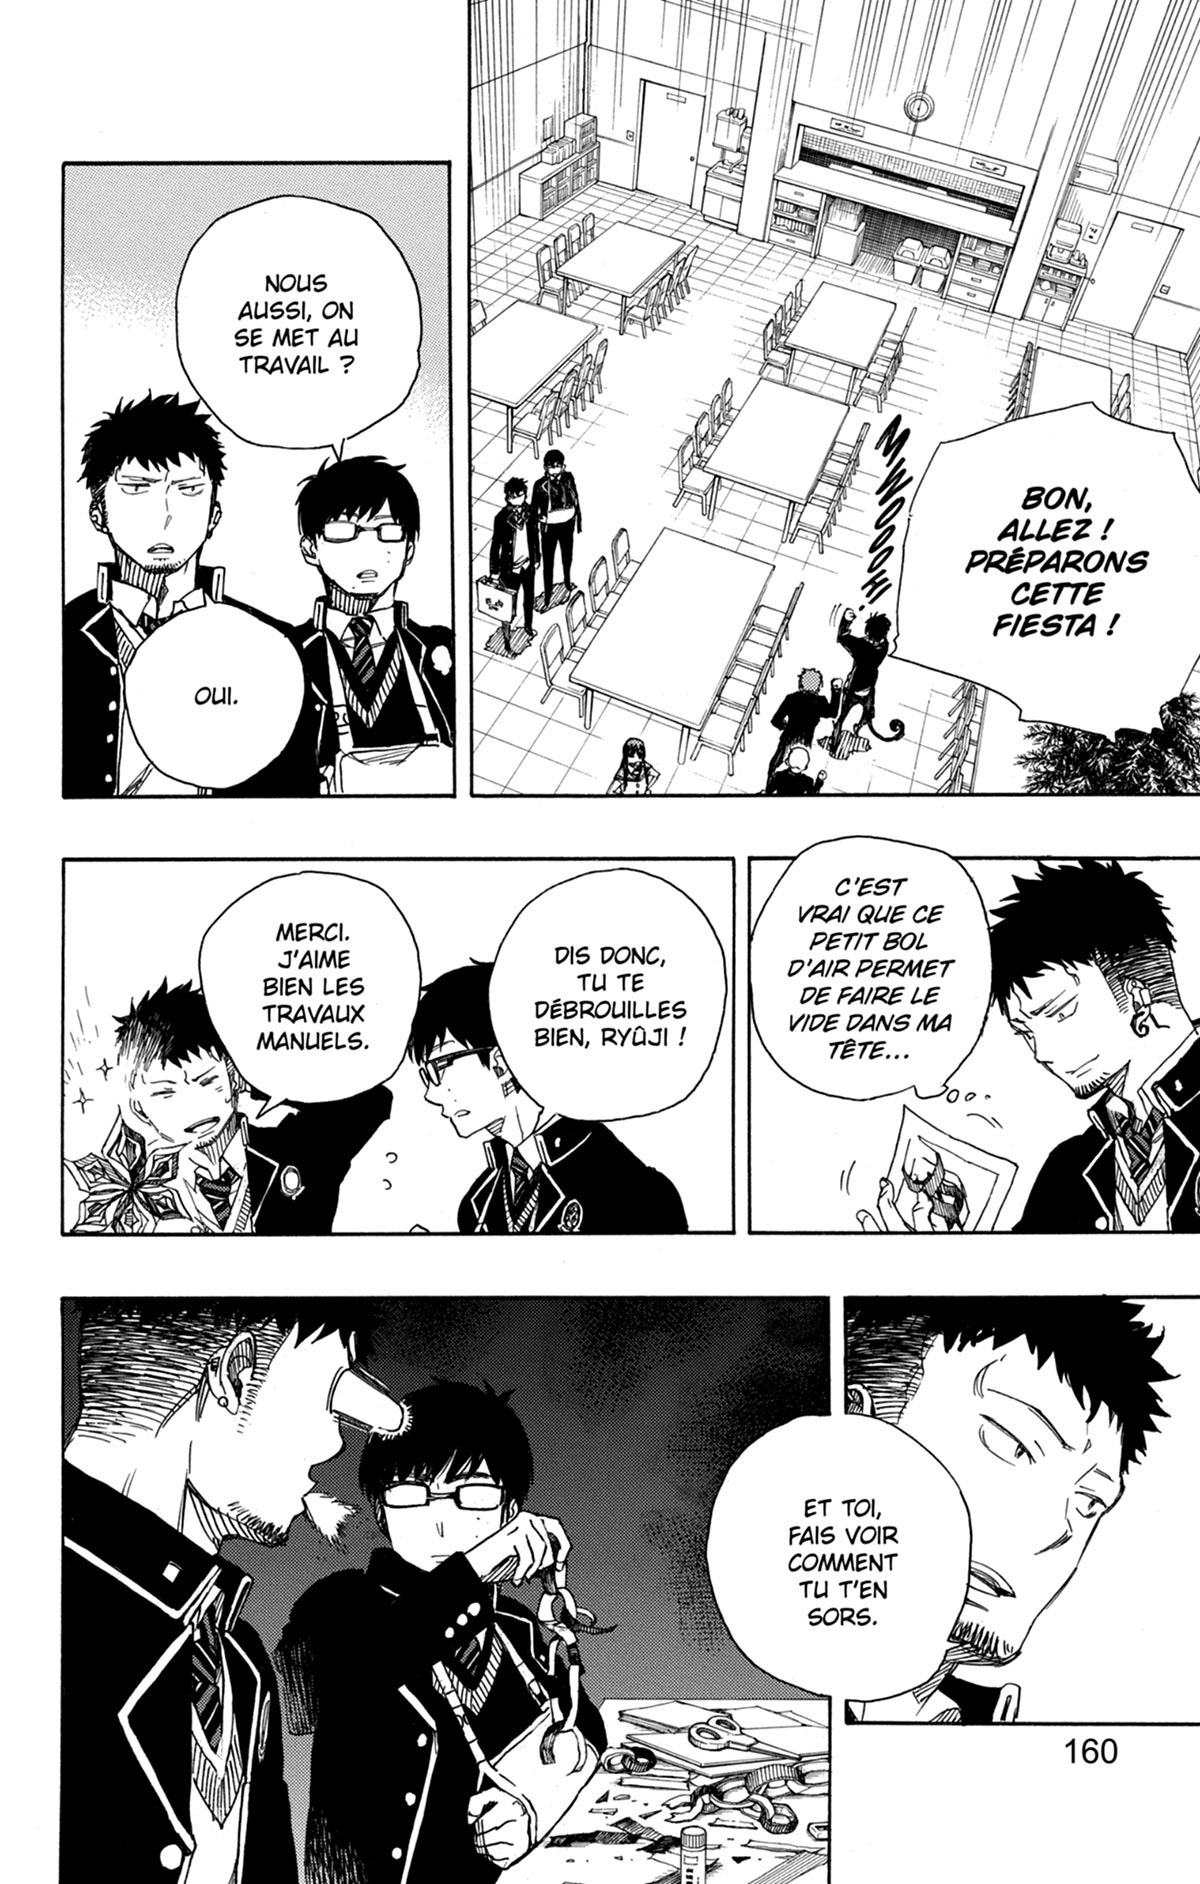 BON,
ALLEZ !
PRÉPARONS
CETTE
FIESTA !
MWOOOOH
NOUS
AUSSI, ON
SE MET AU
TRAVAIL ?
OUI.
C'EST
VRAI QUE CE
PETIT BOL
D'AIR PERMET
DE FAIRE LE
VIDE DANS MA
TÊTE...
DIS DONC,
TU TE
DÉBROUILLES
BIEN, RYÛJI !
MERCI.
J'AIME
BIEN LES
TRAVAUX
MANUELS.
ET TOI,
FAIS VOIR
COMMENT
TU T'EN
SORS.
160